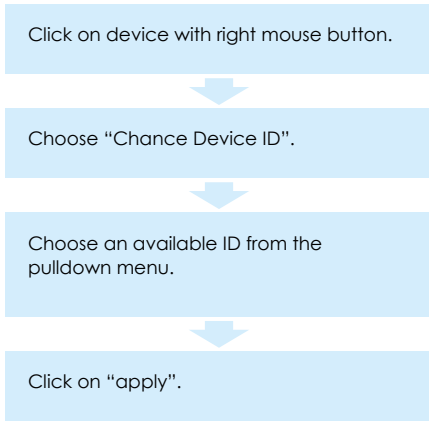 Click on device with right mouse button.
Choose “Chance Device ID”.
Choose an available ID from the
pulldown menu.
Click on “apply”.